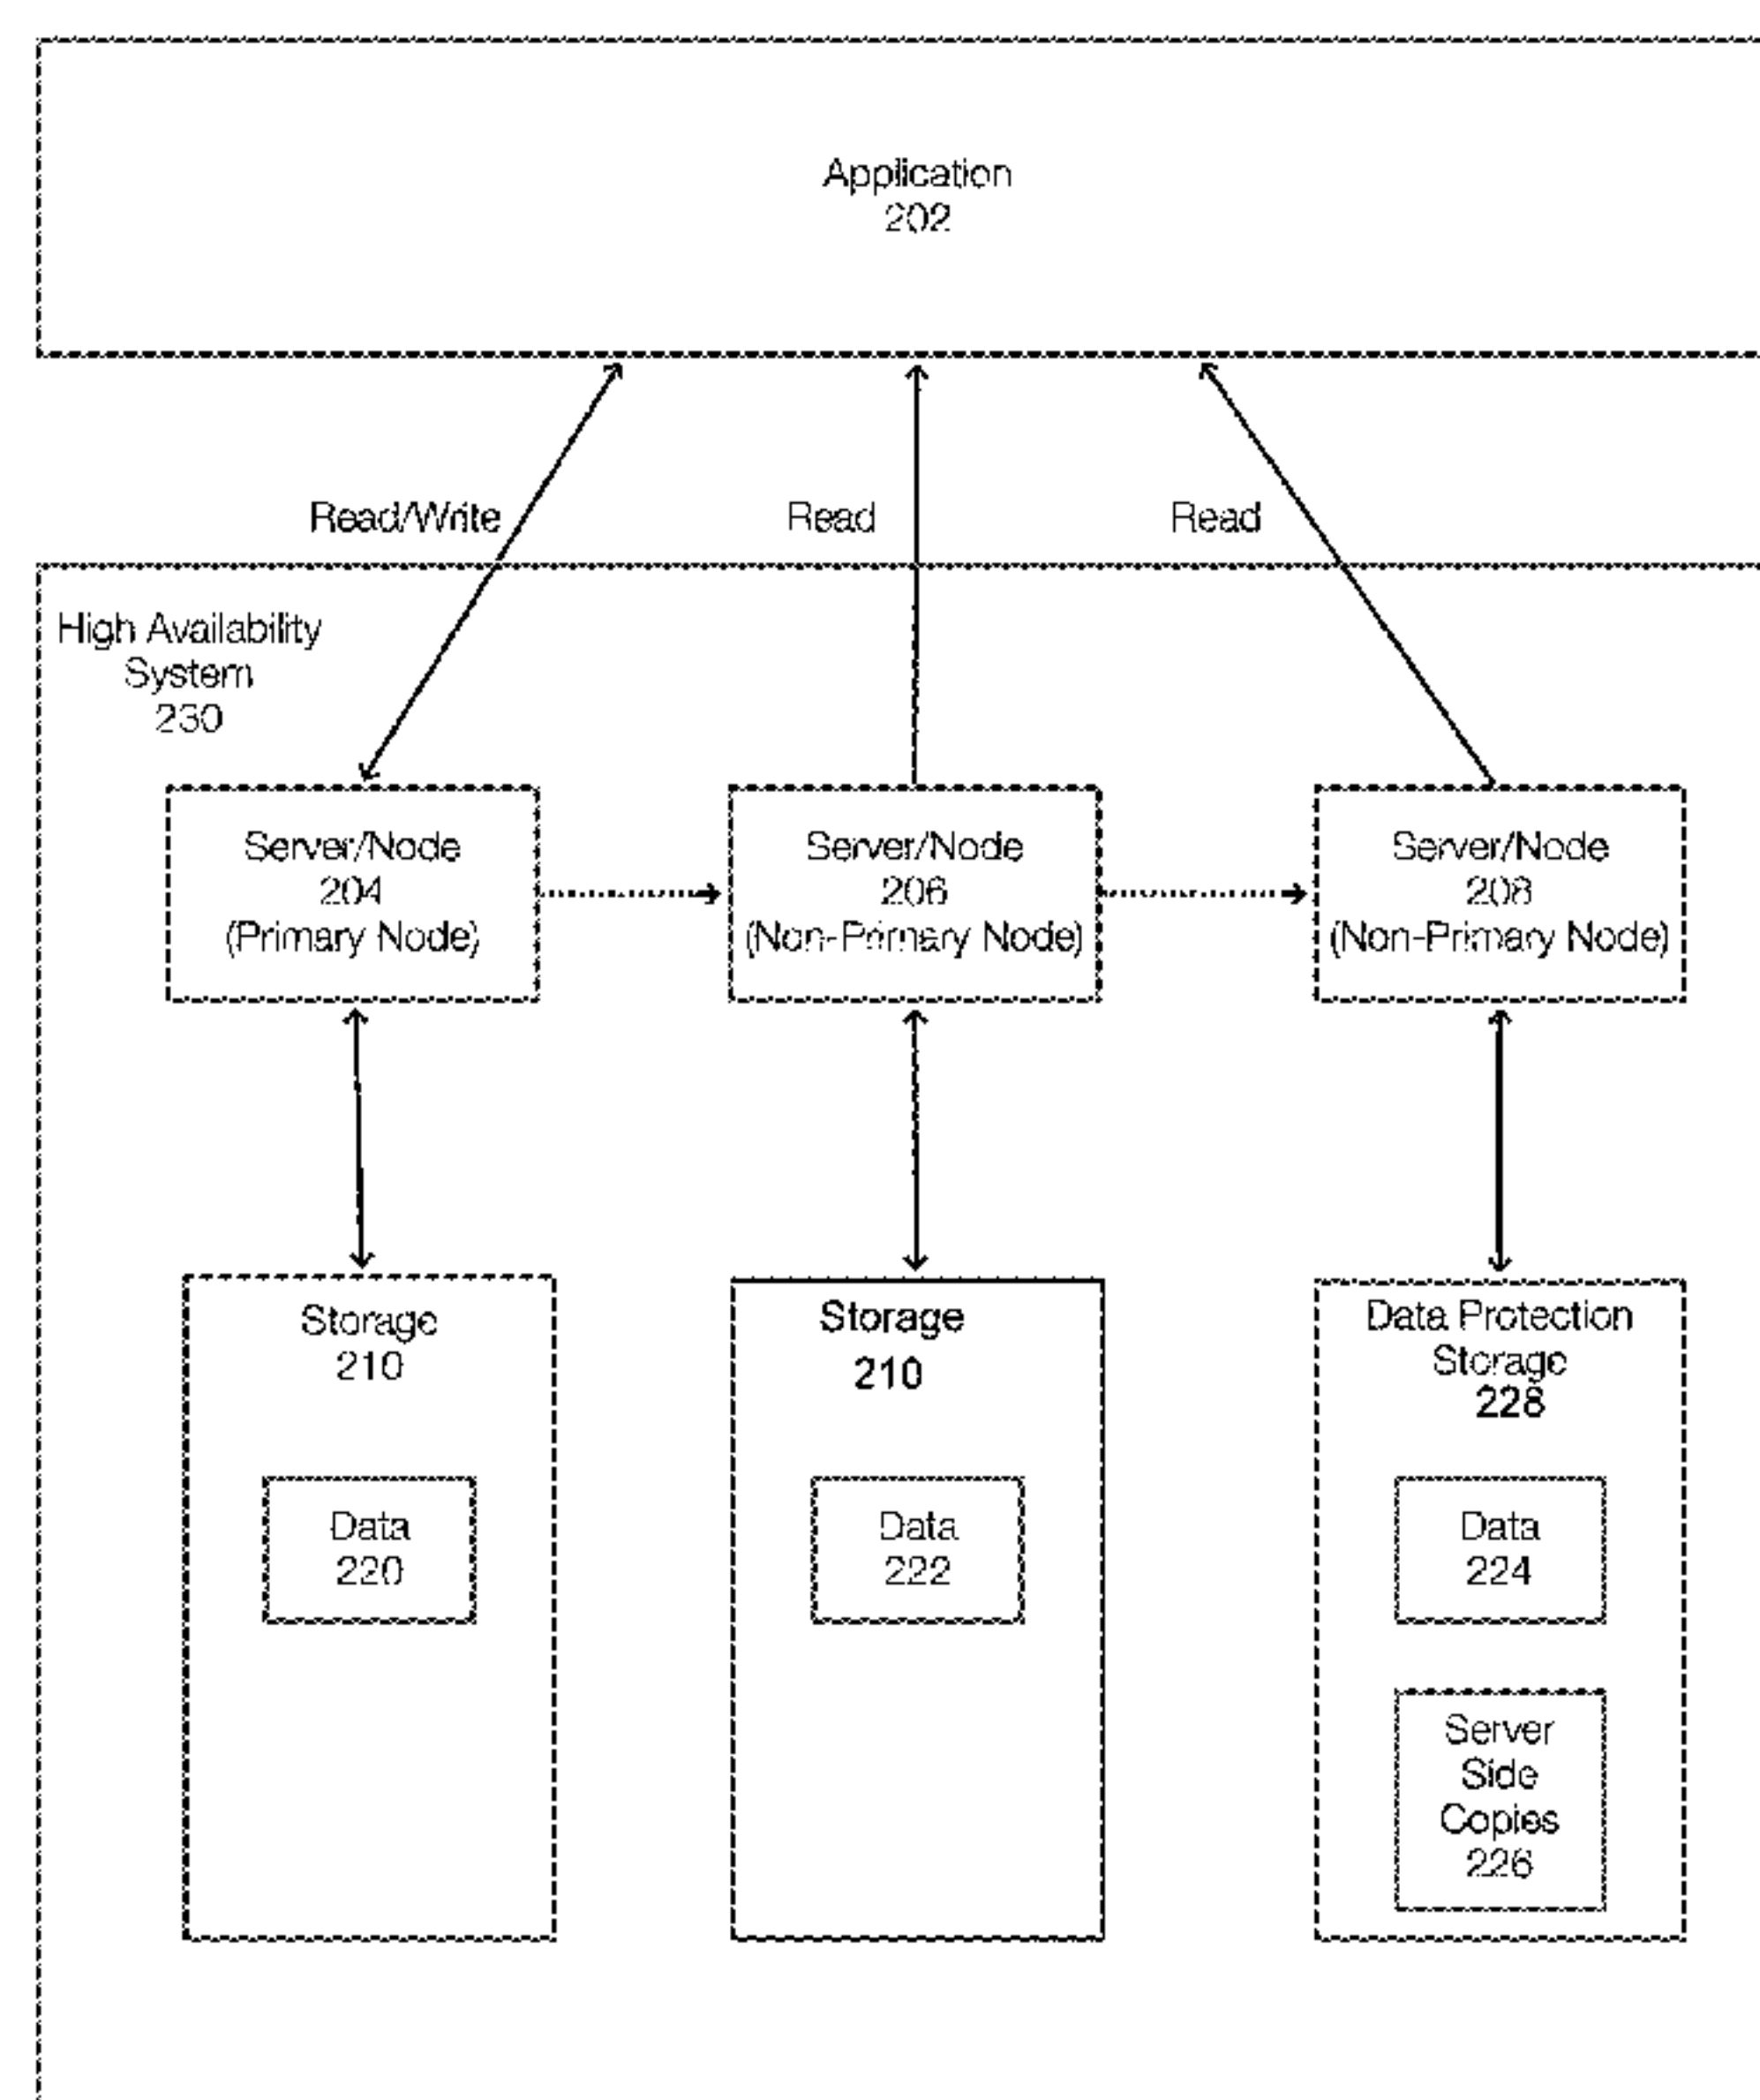 Application
202
Read/Write
Read
Read
High Availability
System
230
Server/Node
204
(Primary Node)
Server/Node
206
(Non-Primary Node)
Server/Node
208
(Non-Primary Node)
Storage
210
Data
220
Storage
210
Data
222
Data Protection
Storage
228
Data
224
Server
Side
Copies
226